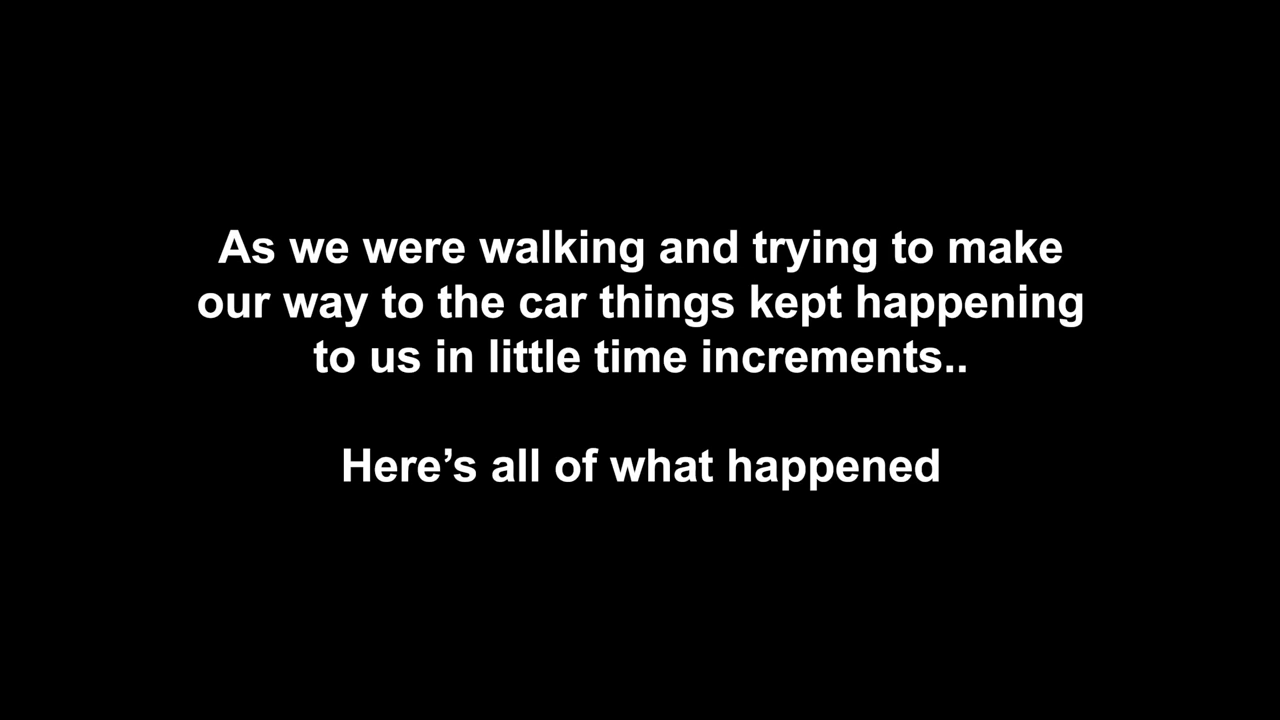 As we were walking and trying to make
our way to the car things kept happening
to us in little time increments..
Here’s all of what happened